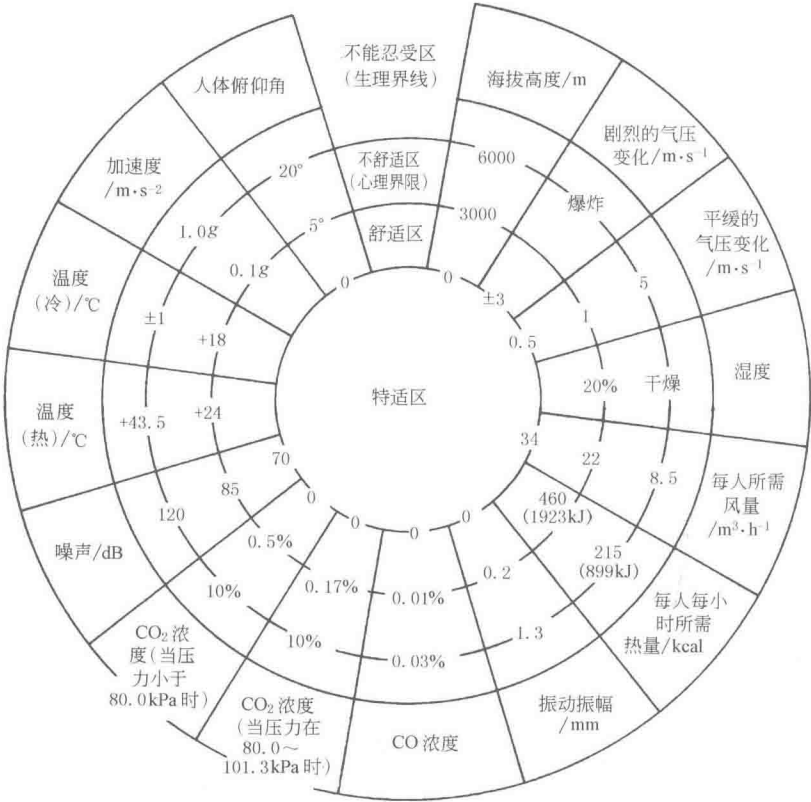 不能忍受区
（生理界线）
不舒适区
（心理界限）
舒适区
特适区
海拔高度/m
6000
3000
0
剧烈的气压
变化/m·s⁻¹
爆炸
±3
平缓的
气压变化
/m·s⁻¹
5
1
0.5
湿度
干燥
20%
每人所需
风量
/m³·h⁻¹
8.5
22
34
每人每小
时所需
热量/kcal
215
(899kJ)
460
(1923kJ)
振动振幅
/mm
1.3
0.2
0
CO浓度
0.03%
0.01%
0
CO₂浓度
（当压力在
80.0～
101.3kPa时）
10%
0.17%
0
CO₂浓
度（当压
力小于
80.0kPa时）
10%
0.5%
0
噪声/dB
120
85
70
温度
（热）/℃
+43.5
+24
温度
（冷）/℃
±1
+18
加速度
/m·s⁻²
1.0g
0.1g
人体俯仰角
20°
5°
0